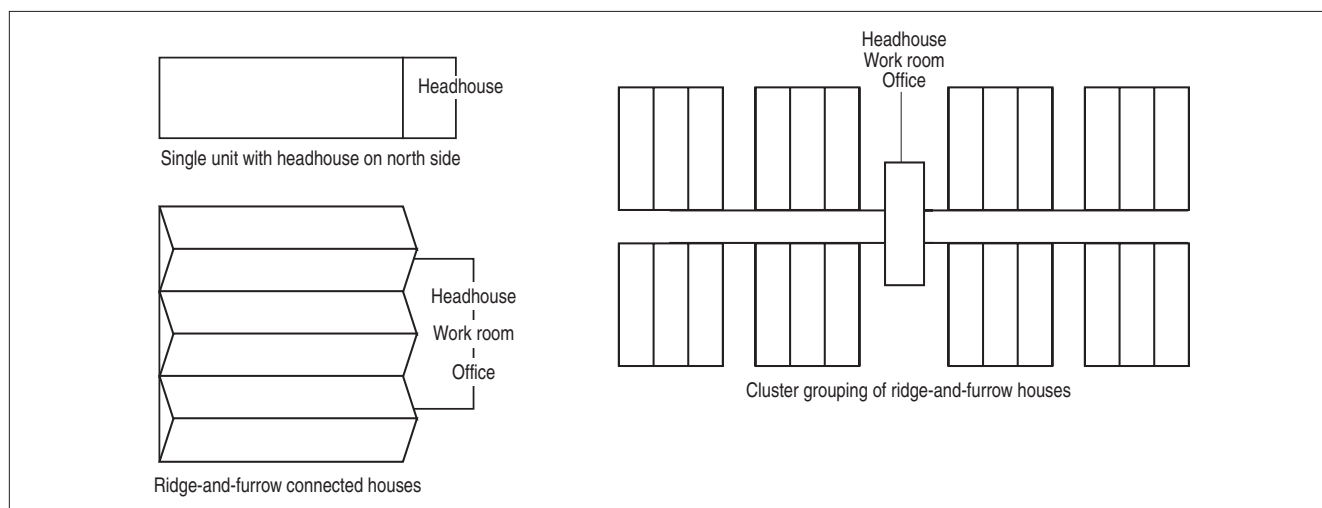 Headhouse
Single unit with headhouse on north side
Headhouse
Work room
Office
Ridge-and-furrow connected houses
Headhouse
Work room
Office
Cluster grouping of ridge-and-furrow houses